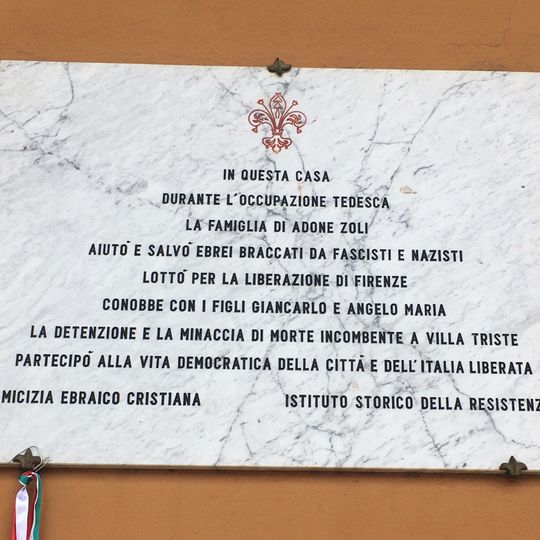 IN QUESTA CASA
DURANTE L'OCCUPAZIONE TEDESCA
LA FAMIGLIA DI ADONE ZOLI
AIUTÒ E SALVÒ EBREI BRACCATI DA FASCISTI E NAZISTI
LOTTÒ PER LA LIBERAZIONE DI FIRENZE
CONOBBE CON I FIGLI GIANCARLO E ANGELO MARIA
LA DETENZIONE E LA MINACCIA DI MORTE INCOMBENTE A VILLA TRISTE
PARTECIPÒ ALLA VITA DEMOCRATICA DELLA CITTÀ E DELL'ITALIA LIBERATA
MICIZIA EBRAICO CRISTIANA ISTITUTO STORICO DELLA RESISTENZ